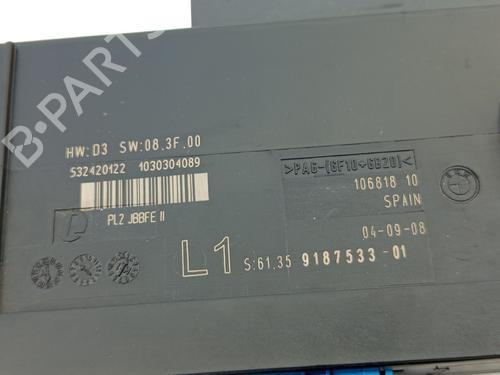 HW:D3 SW:08.3F.00
532420122 1030304089
PL2 JBBFE II
>PA6-(GF10+GB20)<
106818 10
SPAIN
04-09-08
L1 S:61.35 9187533-01
B-Parts